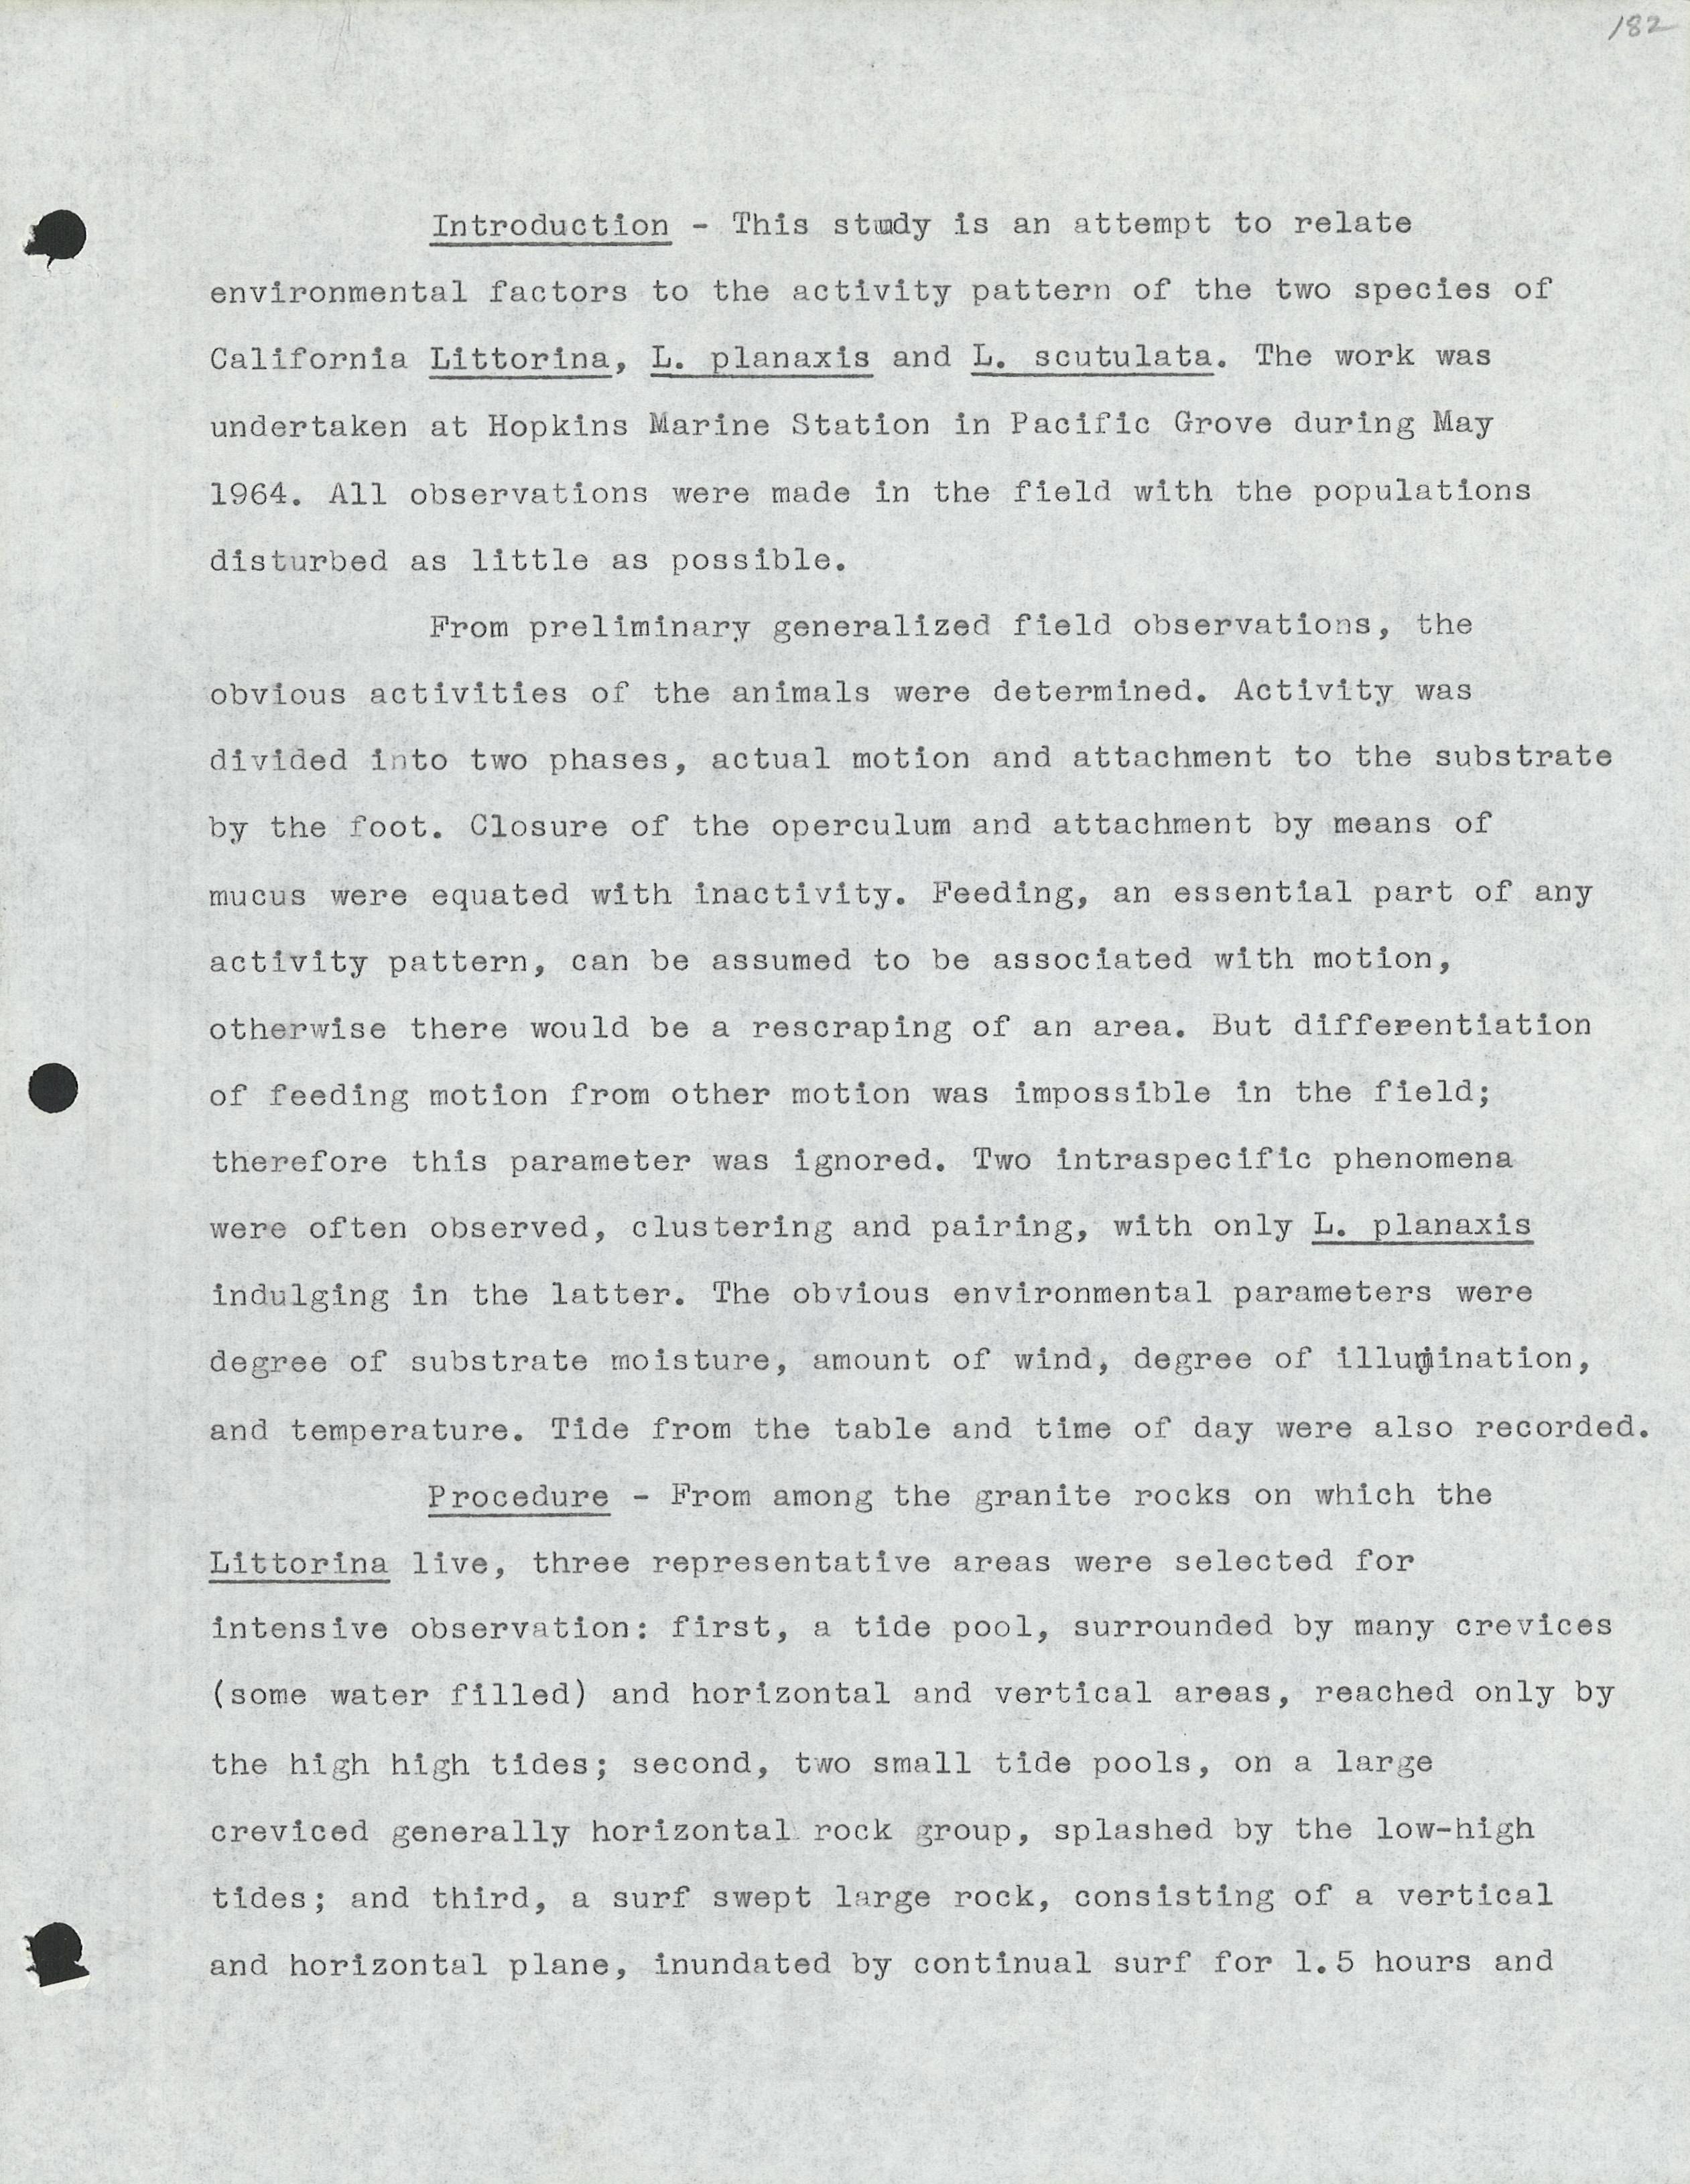 182
Introduction - This study is an attempt to relate
environmental factors to the activity pattern of the two species of
California Littorina, L. planaxis and L. scutulata. The work was
undertaken at Hopkins Marine Station in Pacific Grove during May
1964. All observations were made in the field with the populations
disturbed as little as possible.
From preliminary generalized field observations, the
obvious activities of the animals were determined. Activity was
divided into two phases, actual motion and attachment to the substrate
by the foot. Closure of the operculum and attachment by means of
mucus were equated with inactivity. Feeding, an essential part of any
activity pattern, can be assumed to be associated with motion,
otherwise there would be a rescraping of an area. But differentiation
of feeding motion from other motion was impossible in the field;
therefore this parameter was ignored. Two intraspecific phenomena
were often observed, clustering and pairing, with only L. planaxis
indulging in the latter. The obvious environmental parameters were
degree of substrate moisture, amount of wind, degree of illumination,
and temperature. Tide from the table and time of day were also recorded.
Procedure - From among the granite rocks on which the
Littorina live, three representative areas were selected for
intensive observation: first, a tide pool, surrounded by many crevices
(some water filled) and horizontal and vertical areas, reached only by
the high high tides; second, two small tide pools, on a large
creviced generally horizontal rock group, splashed by the low-high
tides; and third, a surf swept large rock, consisting of a vertical
and horizontal plane, inundated by continual surf for 1.5 hours and